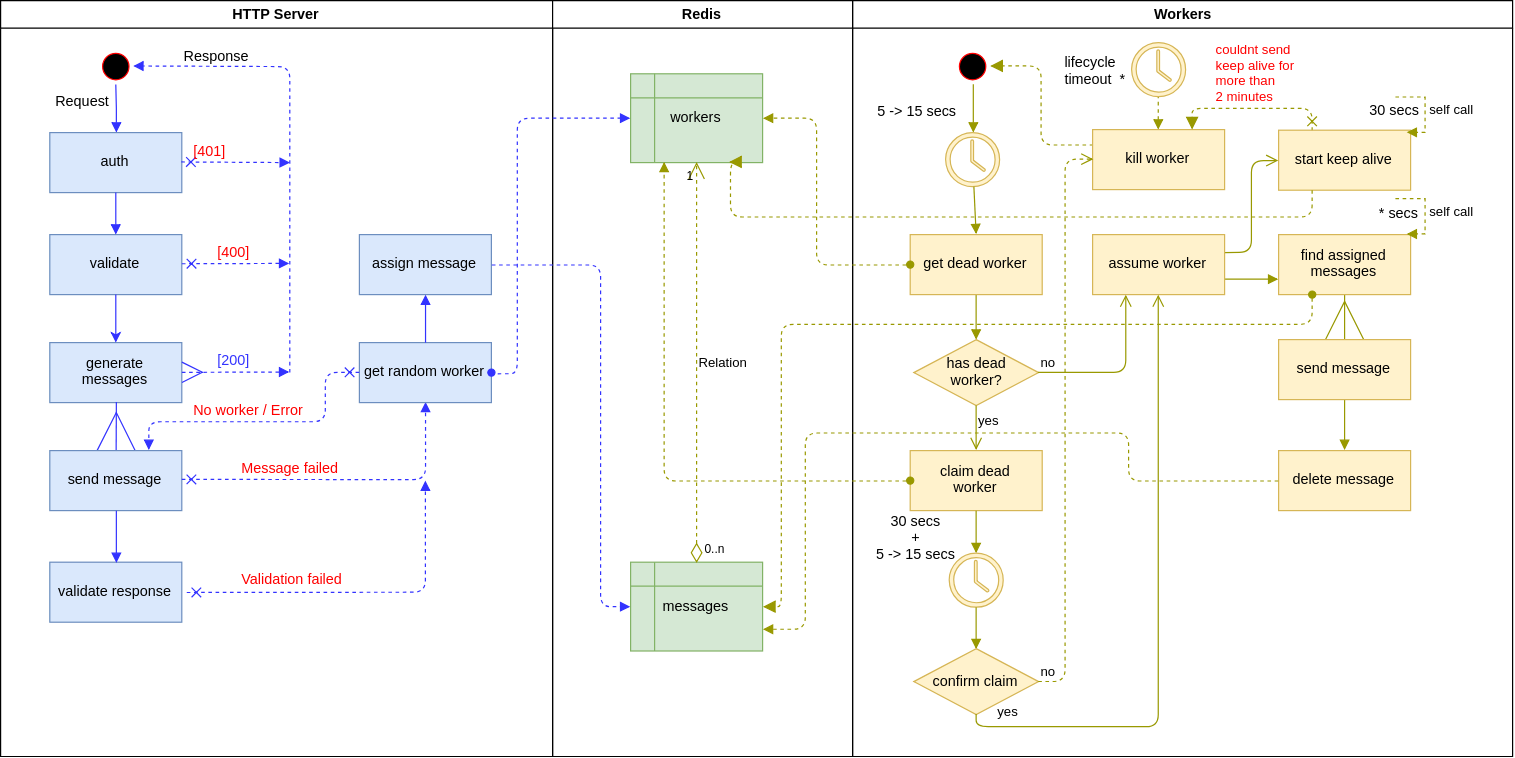 HTTP Server
Response
Request
auth
[401]
validate
[400]
generate
messages
[200]
assign message
get random worker
No worker / Error
send message
Message failed
validate response
Validation failed
Redis
workers
1
Relation
0..n
messages
Workers
5 -> 15 secs
lifecycle
timeout *
couldnt send
keep alive for
more than
2 minutes
30 secs
self call
kill worker
start keep alive
* secs
self call
get dead worker
assume worker
find assigned
messages
has dead
worker?
no
yes
send message
claim dead
worker
delete message
30 secs
+
5 -> 15 secs
confirm claim
no
yes